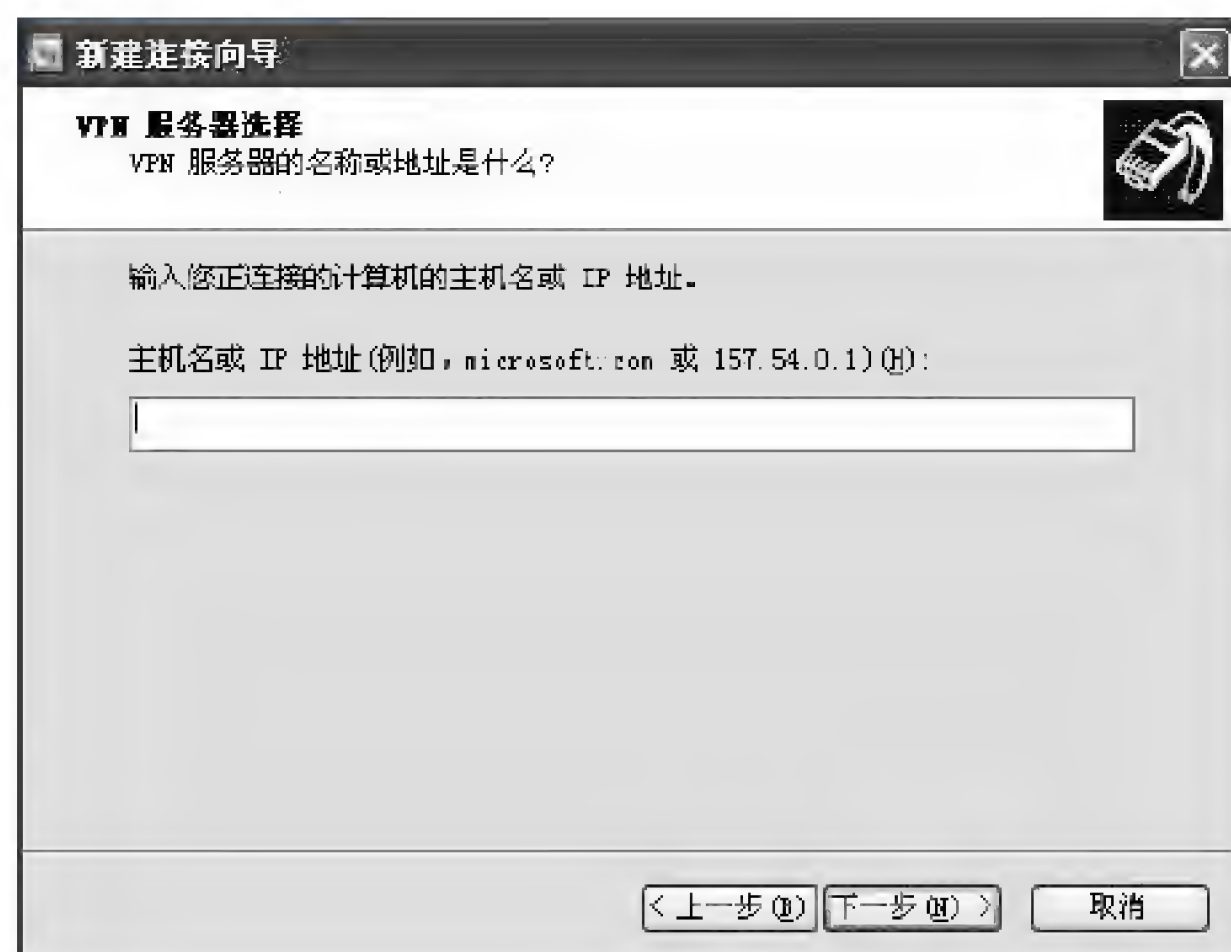 新建连接向导
VPN 服务器选择
VPN 服务器的名称或地址是什么?
输入您正连接的计算机的主机名或 IP 地址。
主机名或 IP 地址(例如，microsoft.com 或 157.54.0.1)(H):
< 上一步(B)
下一步(N) >
取消